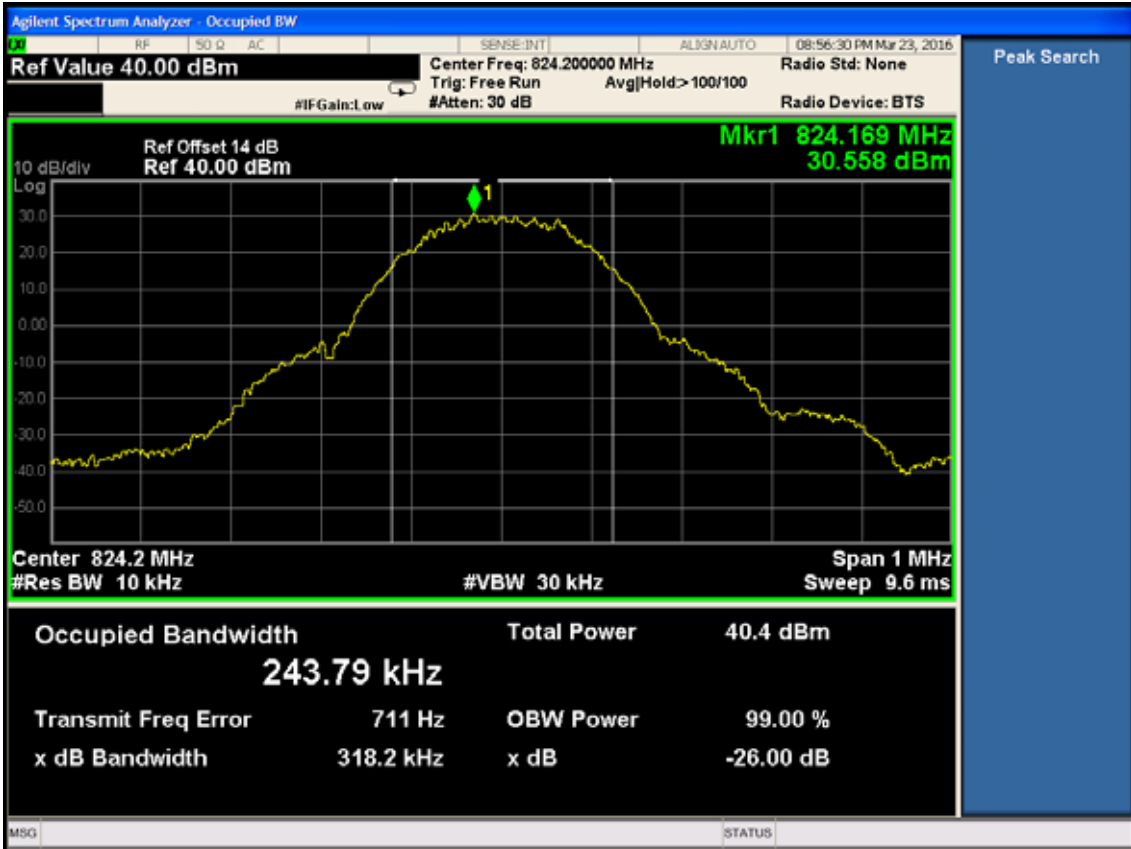 Agilent Spectrum Analyzer - Occupied BW
LXI RF 50 Ω AC SENSE:INT ALIGN AUTO 08:56:30 PM Mar 23, 2016
Ref Value 40.00 dBm Center Freq: 824.200000 MHz Radio Std: None
Trig: Free Run Avg|Hold:> 100/100
#IFGain:Low #Atten: 30 dB Radio Device: BTS
Peak Search
Mkr1 824.169 MHz
30.558 dBm
Ref Offset 14 dB
10 dB/div Ref 40.00 dBm
Log
1
30.0
20.0
10.0
0.00
-10.0
-20.0
-30.0
-40.0
-50.0
Center 824.2 MHz Span 1 MHz
#Res BW 10 kHz #VBW 30 kHz Sweep 9.6 ms
Occupied Bandwidth Total Power 40.4 dBm
243.79 kHz
Transmit Freq Error 711 Hz OBW Power 99.00 %
x dB Bandwidth 318.2 kHz x dB -26.00 dB
MSG STATUS